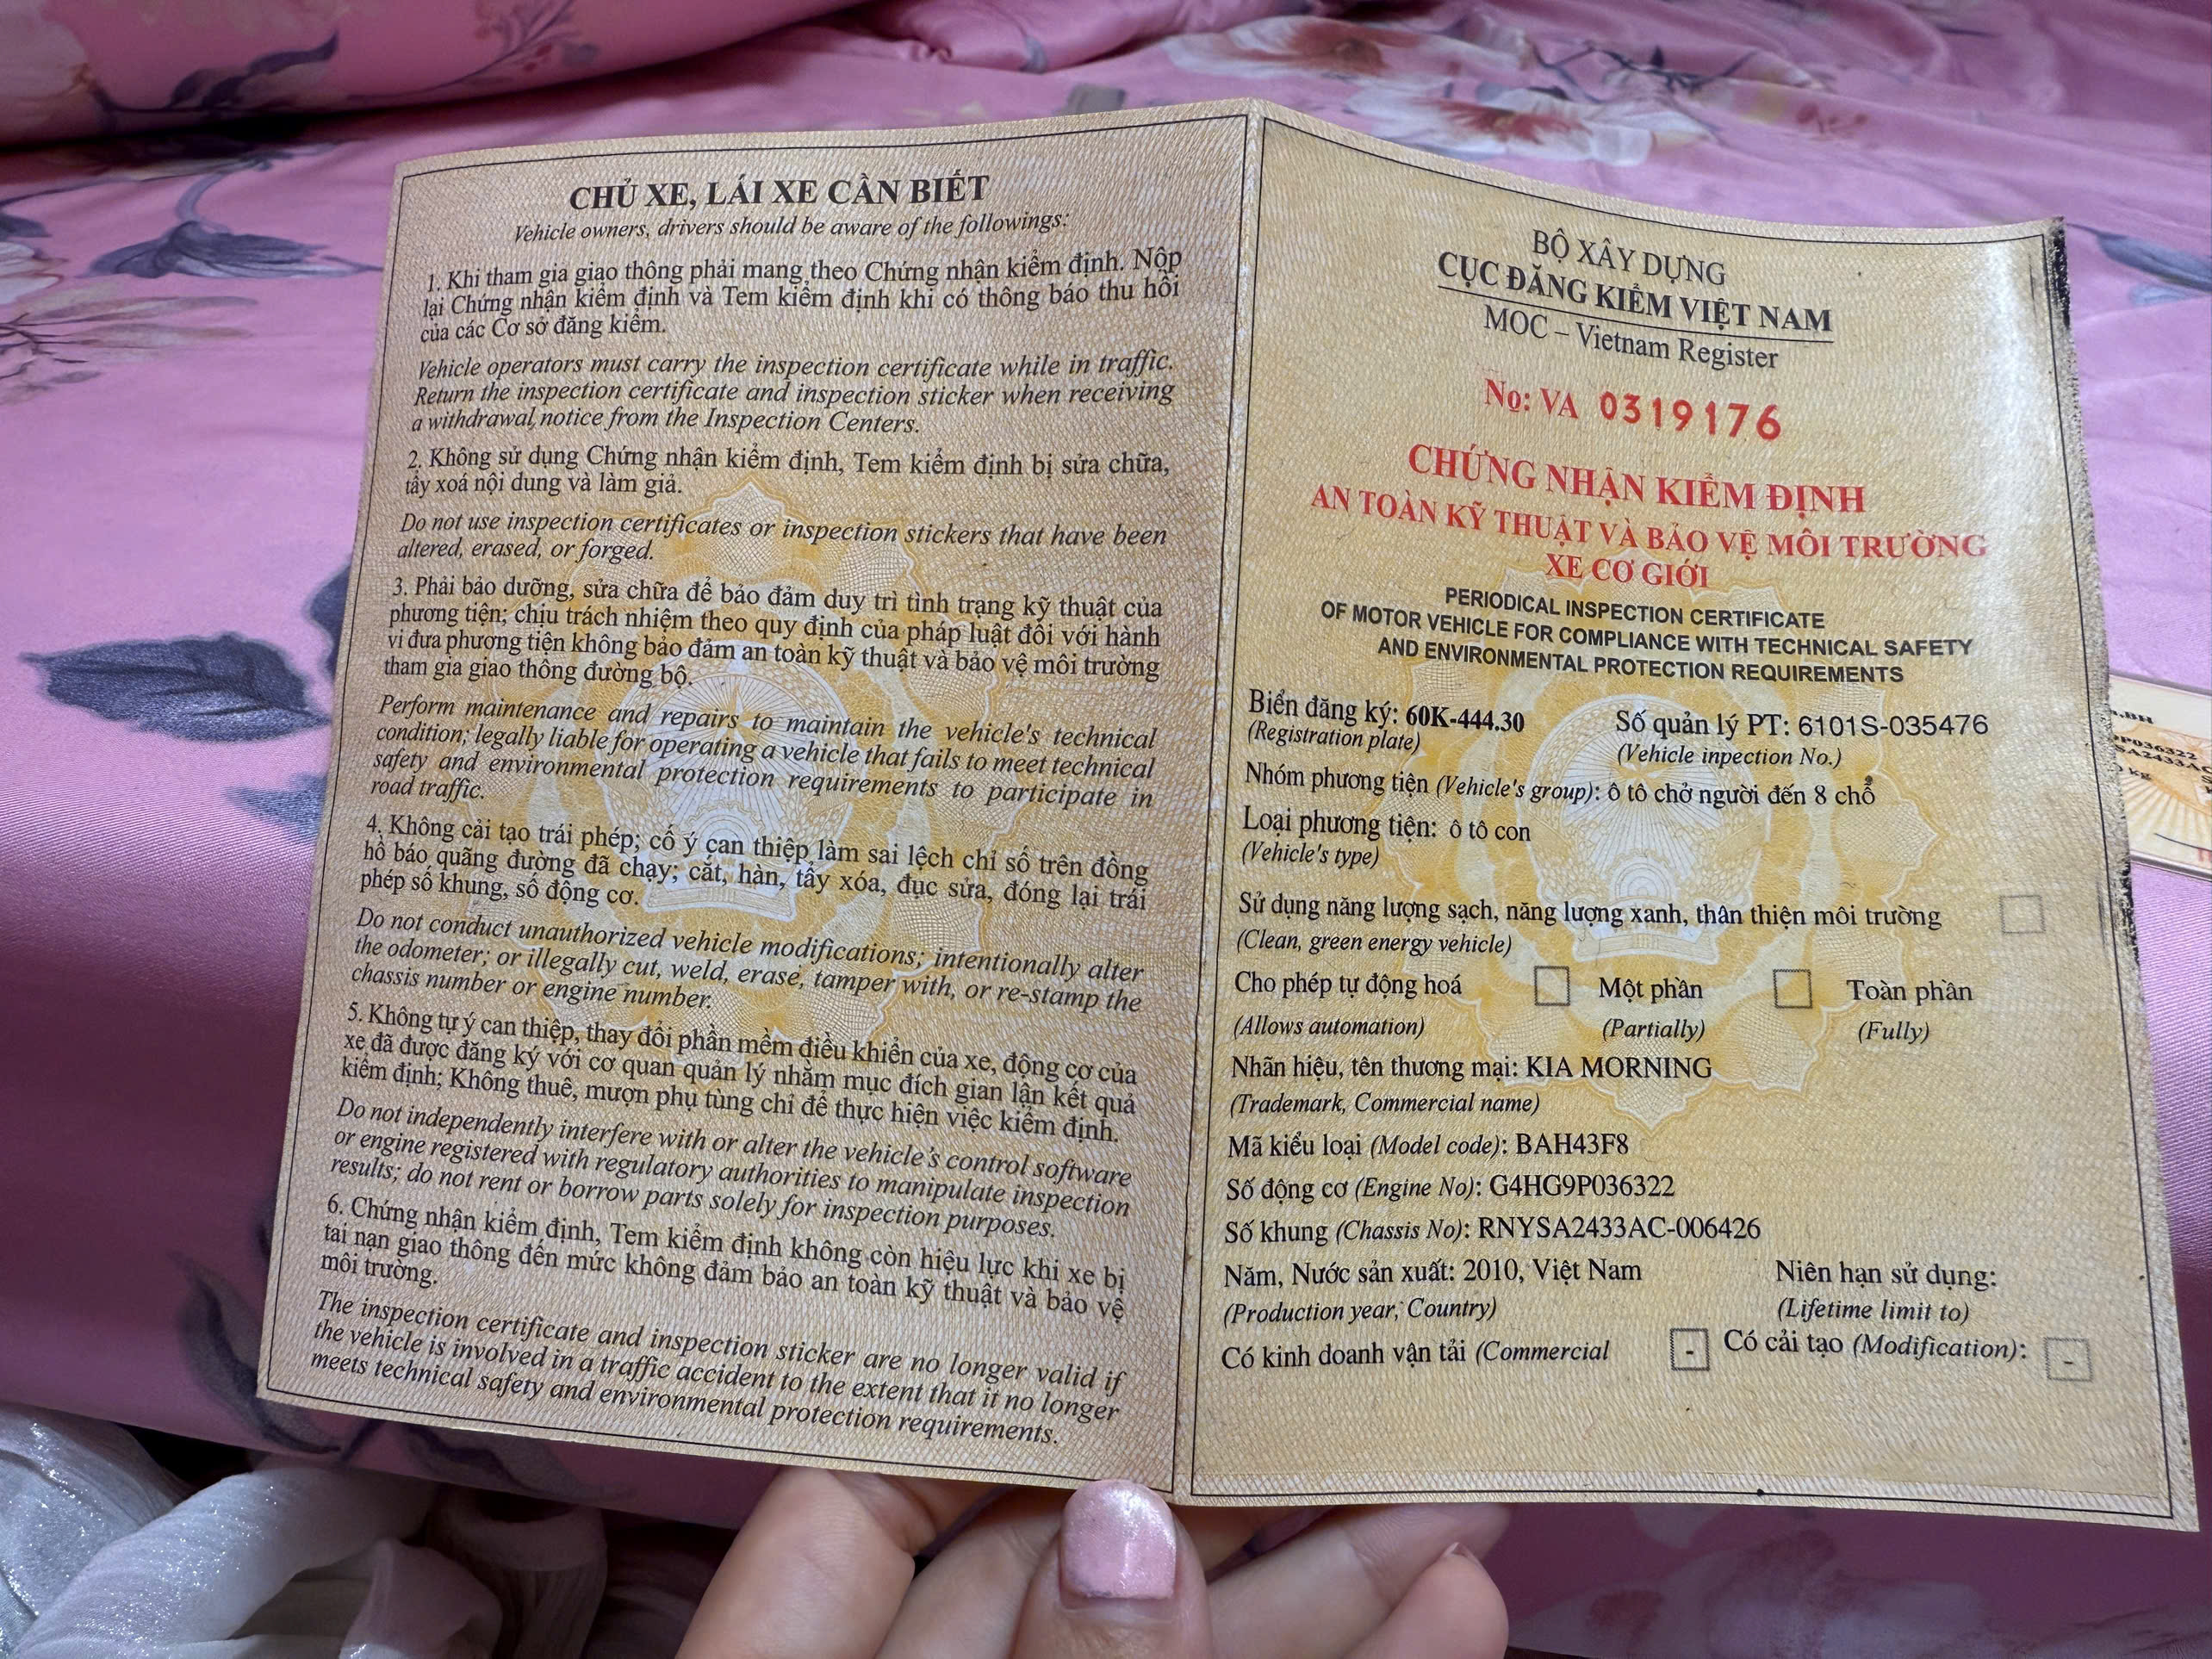 CHỦ XE, LÁI XE CẦN BIẾT
Vehicle owners, drivers should be aware of the followings:
1. Khi tham gia giao thông phải mang theo Chứng nhận kiểm định. Nộp
lại Chứng nhận kiểm định và Tem kiểm định khi có thông báo thu hồi
của các Cơ sở đăng kiểm.
Vehicle operators must carry the inspection certificate while in traffic.
Return the inspection certificate and inspection sticker when receiving
a withdrawal notice from the Inspection Centers.
2. Không sử dụng Chứng nhận kiểm định, Tem kiểm định bị sửa chữa,
tẩy xoá nội dung và làm giả.
Do not use inspection certificates or inspection stickers that have been
altered, erased, or forged.
3. Phải bảo dưỡng, sửa chữa để bảo đảm duy trì tình trạng kỹ thuật của
phương tiện; chịu trách nhiệm theo quy định của pháp luật đối với hành
vi đưa phương tiện không bảo đảm an toàn kỹ thuật và bảo vệ môi trường
tham gia giao thông đường bộ.
Perform maintenance and repairs to maintain the vehicle's technical
condition; legally liable for operating a vehicle that fails to meet technical
safety and environmental protection requirements to participate in
road traffic.
4. Không cải tạo trái phép; cố ý can thiệp làm sai lệch chỉ số trên đồng
hồ báo quãng đường đã chạy; cắt, hàn, tẩy xóa, đục sửa, đóng lại trái
phép số khung, số động cơ.
Do not conduct unauthorized vehicle modifications; intentionally alter
the odometer; or illegally cut, weld, erase, tamper with, or re-stamp the
chassis number or engine number.
5. Không tự ý can thiệp, thay đổi phần mềm điều khiển của xe, động cơ của
xe đã được đăng ký với cơ quan quản lý nhằm mục đích gian lận kết quả
kiểm định; Không thuê, mượn phụ tùng chỉ để thực hiện việc kiểm định.
Do not independently interfere with or alter the vehicle's control software
or engine registered with regulatory authorities to manipulate inspection
results; do not rent or borrow parts solely for inspection purposes.
6. Chứng nhận kiểm định, Tem kiểm định không còn hiệu lực khi xe bị
tai nạn giao thông đến mức không đảm bảo an toàn kỹ thuật và bảo vệ
môi trường.
The inspection certificate and inspection sticker are no longer valid if
the vehicle is involved in a traffic accident to the extent that it no longer
meets technical safety and environmental protection requirements.
BỘ XÂY DỰNG
CỤC ĐĂNG KIỂM VIỆT NAM
MOC – Vietnam Register
No: VA 0319176
CHỨNG NHẬN KIỂM ĐỊNH
AN TOÀN KỸ THUẬT VÀ BẢO VỆ MÔI TRƯỜNG
XE CƠ GIỚI
PERIODICAL INSPECTION CERTIFICATE
OF MOTOR VEHICLE FOR COMPLIANCE WITH TECHNICAL SAFETY
AND ENVIRONMENTAL PROTECTION REQUIREMENTS
Biển đăng ký: 60K-444.30 Số quản lý PT: 6101S-035476
(Registration plate) (Vehicle inpection No.)
Nhóm phương tiện (Vehicle's group): ô tô chở người đến 8 chỗ
Loại phương tiện: ô tô con
(Vehicle's type)
Sử dụng năng lượng sạch, năng lượng xanh, thân thiện môi trường
(Clean, green energy vehicle)
Cho phép tự động hoá Một phần Toàn phần
(Allows automation) (Partially) (Fully)
Nhãn hiệu, tên thương mại: KIA MORNING
(Trademark, Commercial name)
Mã kiểu loại (Model code): BAH43F8
Số động cơ (Engine No): G4HG9P036322
Số khung (Chassis No): RNYSA2433AC-006426
Năm, Nước sản xuất: 2010, Việt Nam Niên hạn sử dụng:
(Production year, Country) (Lifetime limit to)
Có kinh doanh vận tải (Commercial - Có cải tạo (Modification): -